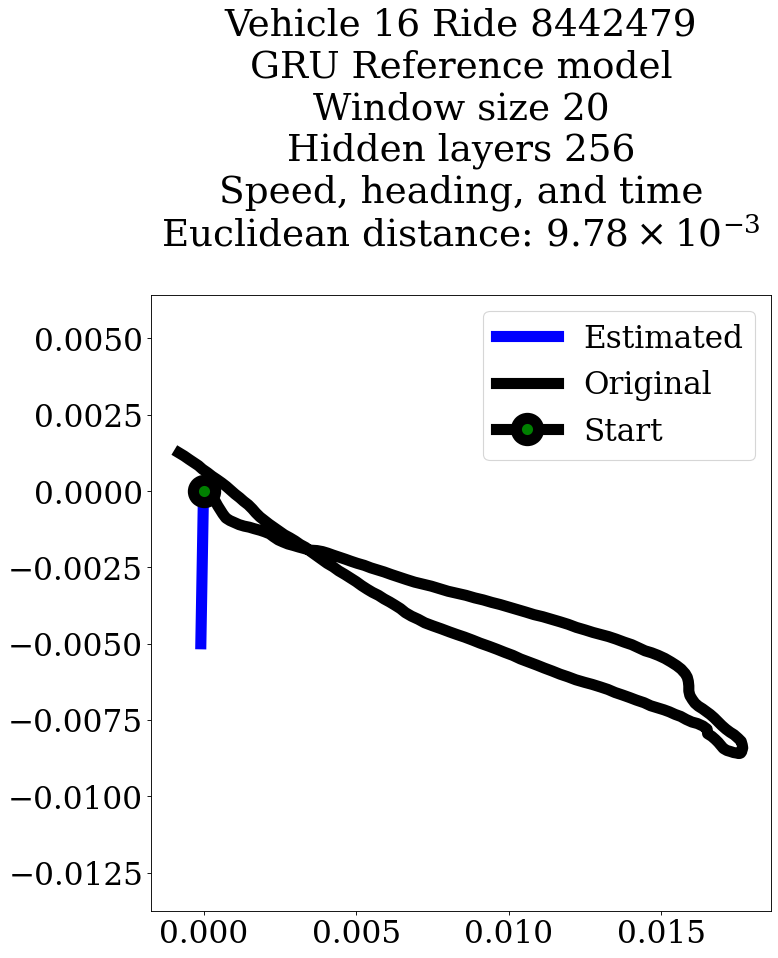 Vehicle 16 Ride 8442479
GRU Reference model
Window size 20
Hidden layers 256
Speed, heading, and time
Euclidean distance: 9.78 × 10⁻³
Estimated
Original
Start
0.0050
0.0025
0.0000
−0.0025
−0.0050
−0.0075
−0.0100
−0.0125
0.000 0.005 0.010 0.015